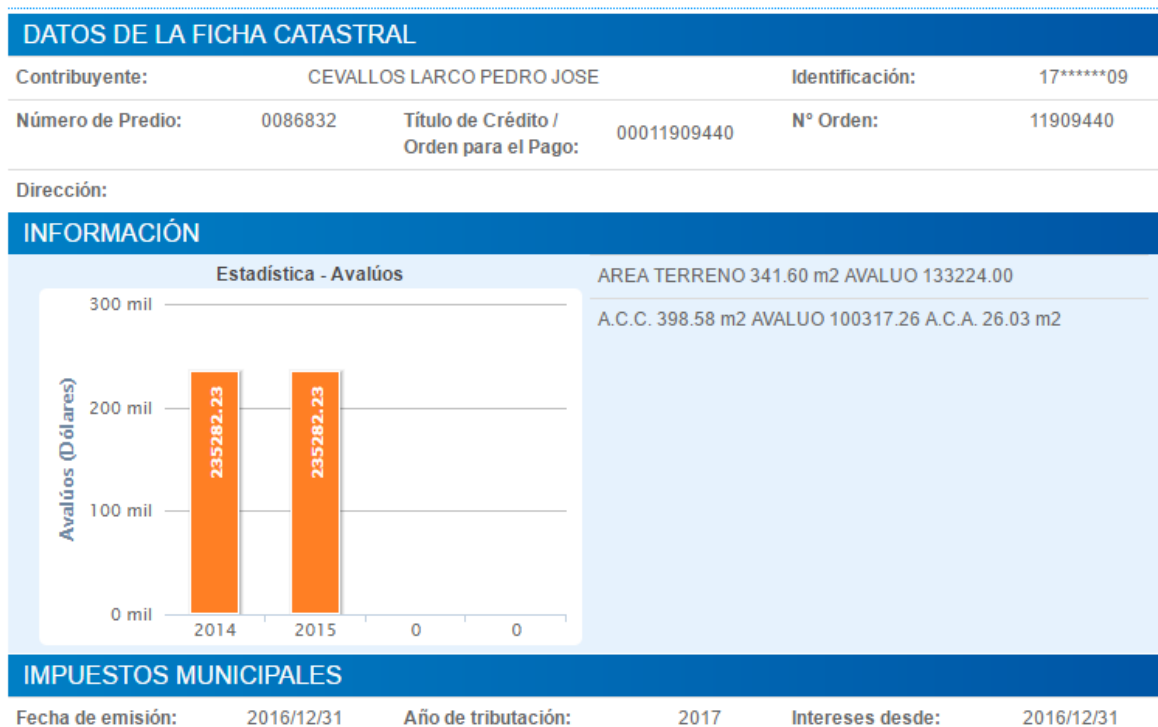 DATOS DE LA FICHA CATASTRAL
Contribuyente: CEVALLOS LARCO PEDRO JOSE Identificación: 17******09
Número de Predio: 0086832 Título de Crédito / Orden para el Pago: 00011909440 N° Orden: 11909440
Dirección:
INFORMACIÓN
Estadística - Avalúos
300 mil
200 mil
100 mil
0 mil
Avalúos (Dólares)
235282.23
235282.23
2014 2015 0 0
AREA TERRENO 341.60 m2 AVALUO 133224.00
A.C.C. 398.58 m2 AVALUO 100317.26 A.C.A. 26.03 m2
IMPUESTOS MUNICIPALES
Fecha de emisión: 2016/12/31 Año de tributación: 2017 Intereses desde: 2016/12/31